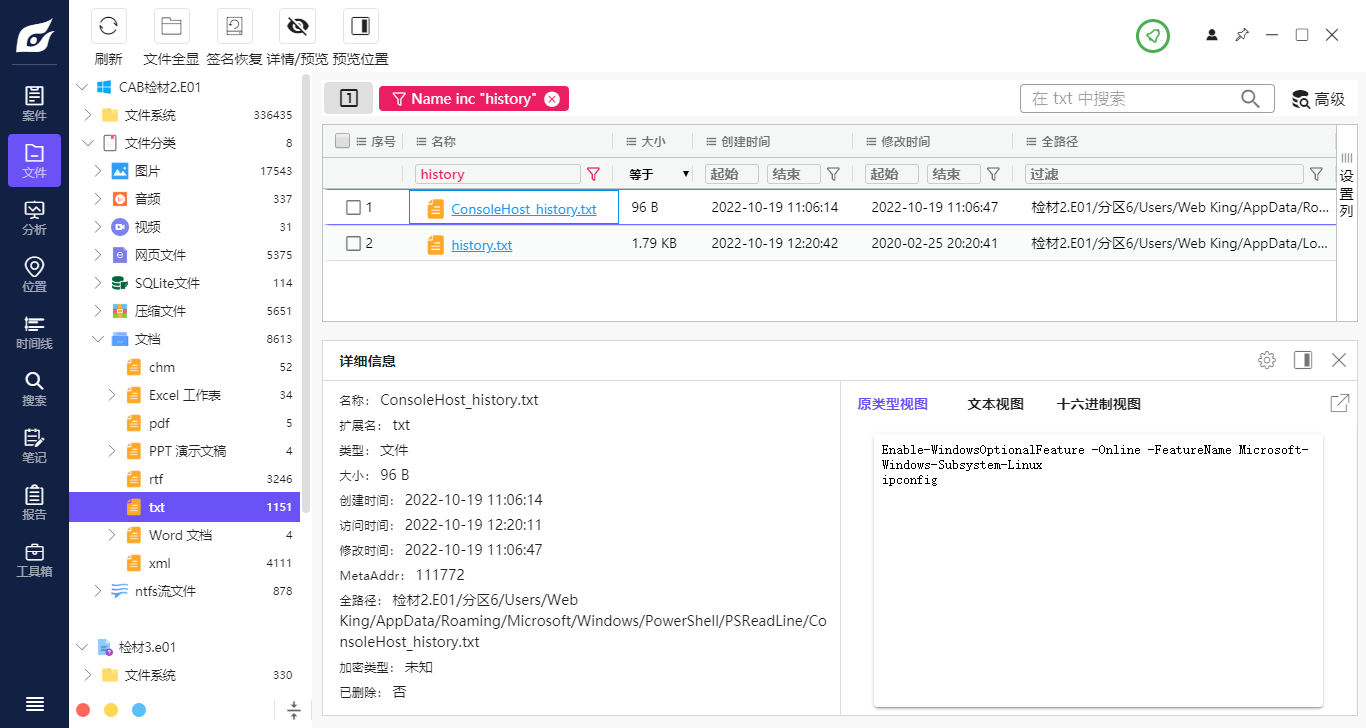 刷新
文件全显
签名恢复
详情/预览
预览位置
案件
文件
分析
位置
时间线
搜索
笔记
报告
工具箱
CAB检材2.E01
文件系统 336435
文件分类 8
图片 17543
音频 337
视频 31
网页文件 5375
SQLite文件 114
压缩文件 5651
文档 8613
chm 52
Excel 工作表 34
pdf 5
PPT 演示文稿 4
rtf 3246
txt 1151
Word 文档 4
xml 4111
ntfs流文件 878
检材3.e01
文件系统 330
1 Name inc "history"
在 txt 中搜索
高级
序号 名称 大小 创建时间 修改时间 全路径
history 等于 起始 结束 起始 结束 过滤
1 ConsoleHost_history.txt 96 B 2022-10-19 11:06:14 2022-10-19 11:06:47 检材2.E01/分区6/Users/Web King/AppData/Ro...
2 history.txt 1.79 KB 2022-10-19 12:20:42 2020-02-25 20:20:41 检材2.E01/分区6/Users/Web King/AppData/Lo...
设置列
详细信息
名称： ConsoleHost_history.txt
扩展名： txt
类型： 文件
大小： 96 B
创建时间： 2022-10-19 11:06:14
访问时间： 2022-10-19 12:20:11
修改时间： 2022-10-19 11:06:47
MetaAddr： 111772
全路径： 检材2.E01/分区6/Users/Web
King/AppData/Roaming/Microsoft/Windows/PowerShell/PSReadLine/Co
nsoleHost_history.txt
加密类型： 未知
已删除： 否
原类型视图 文本视图 十六进制视图
Enable-WindowsOptionalFeature -Online -FeatureName Microsoft-
Windows-Subsystem-Linux
ipconfig